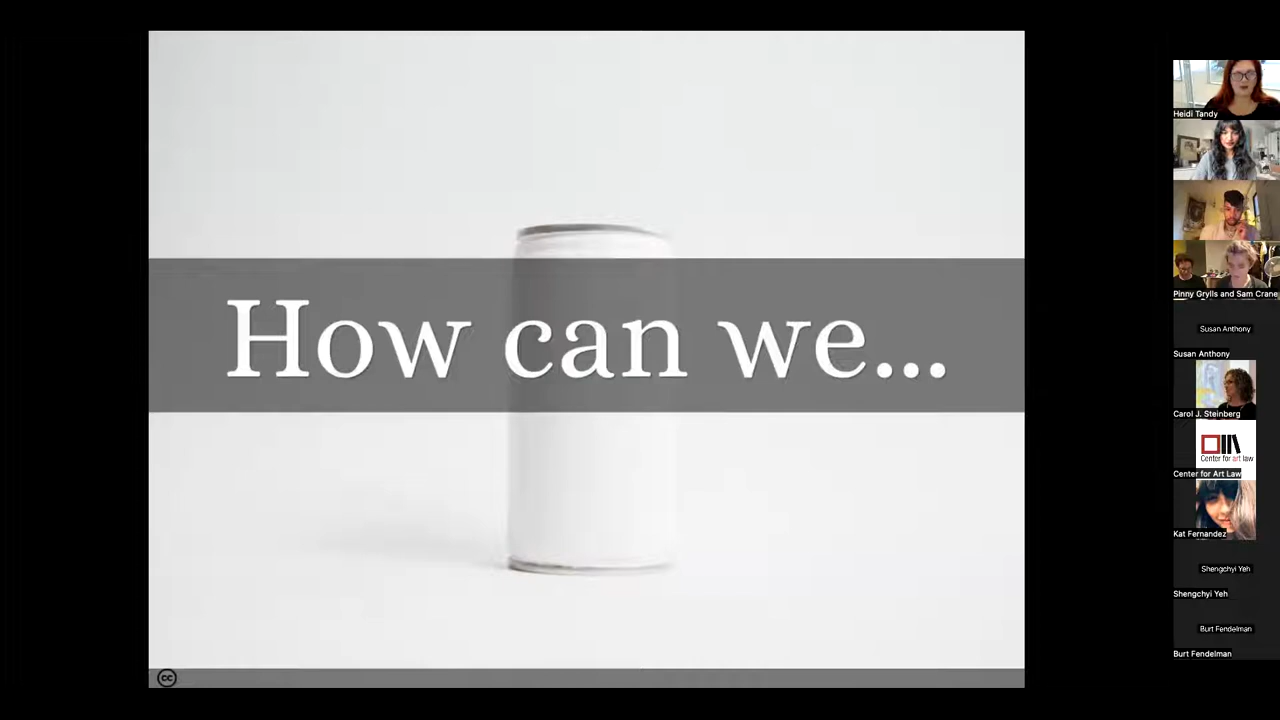 How can we...
cc
Heidi Tandy
Pinny Grylls and Sam Crane
Susan Anthony
Susan Anthony
Carol J. Steinberg
Center for art law
Center for Art Law
Kat Fernandez
Shengchyi Yeh
Shengchyi Yeh
Burt Fendelman
Burt Fendelman